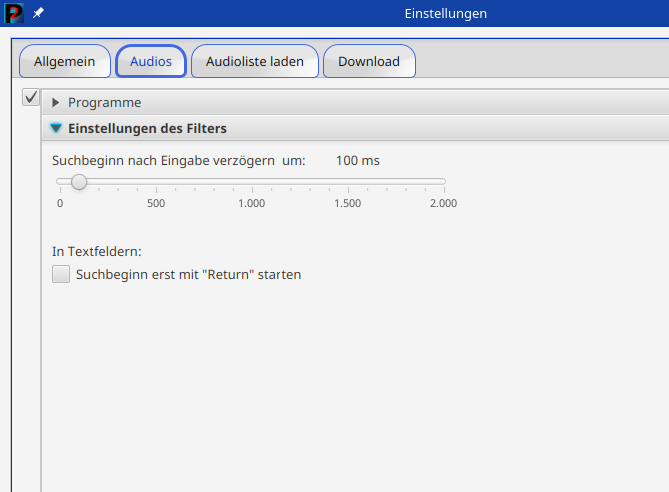 Einstellungen
Allgemein Audios Audioliste laden Download
Programme
Einstellungen des Filters
Suchbeginn nach Eingabe verzögern um: 100 ms
0 500 1.000 1.500 2.000
In Textfeldern:
Suchbeginn erst mit "Return" starten